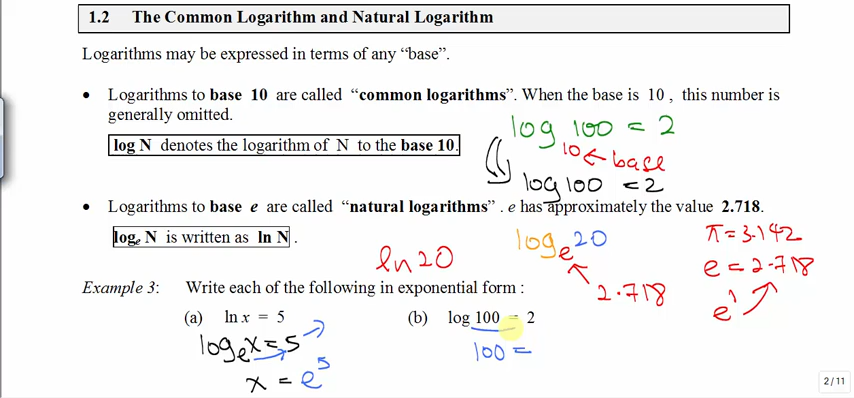 1.2 The Common Logarithm and Natural Logarithm
Logarithms may be expressed in terms of any “base”.
• Logarithms to base 10 are called “common logarithms”. When the base is 10 , this number is
generally omitted.
log 100 = 2
10 ← base
log N denotes the logarithm of N to the base 10.
log 100 = 2
• Logarithms to base e are called “natural logarithms” . e has approximately the value 2.718.
logₑ N is written as ln N .
logₑ 20
π = 3.142
ln 20
e = 2.718
2.718
e¹
Example 3: Write each of the following in exponential form :
(a) ln x = 5
(b) log 100 = 2
logₑ x = 5
100 =
x = e⁵
2/11